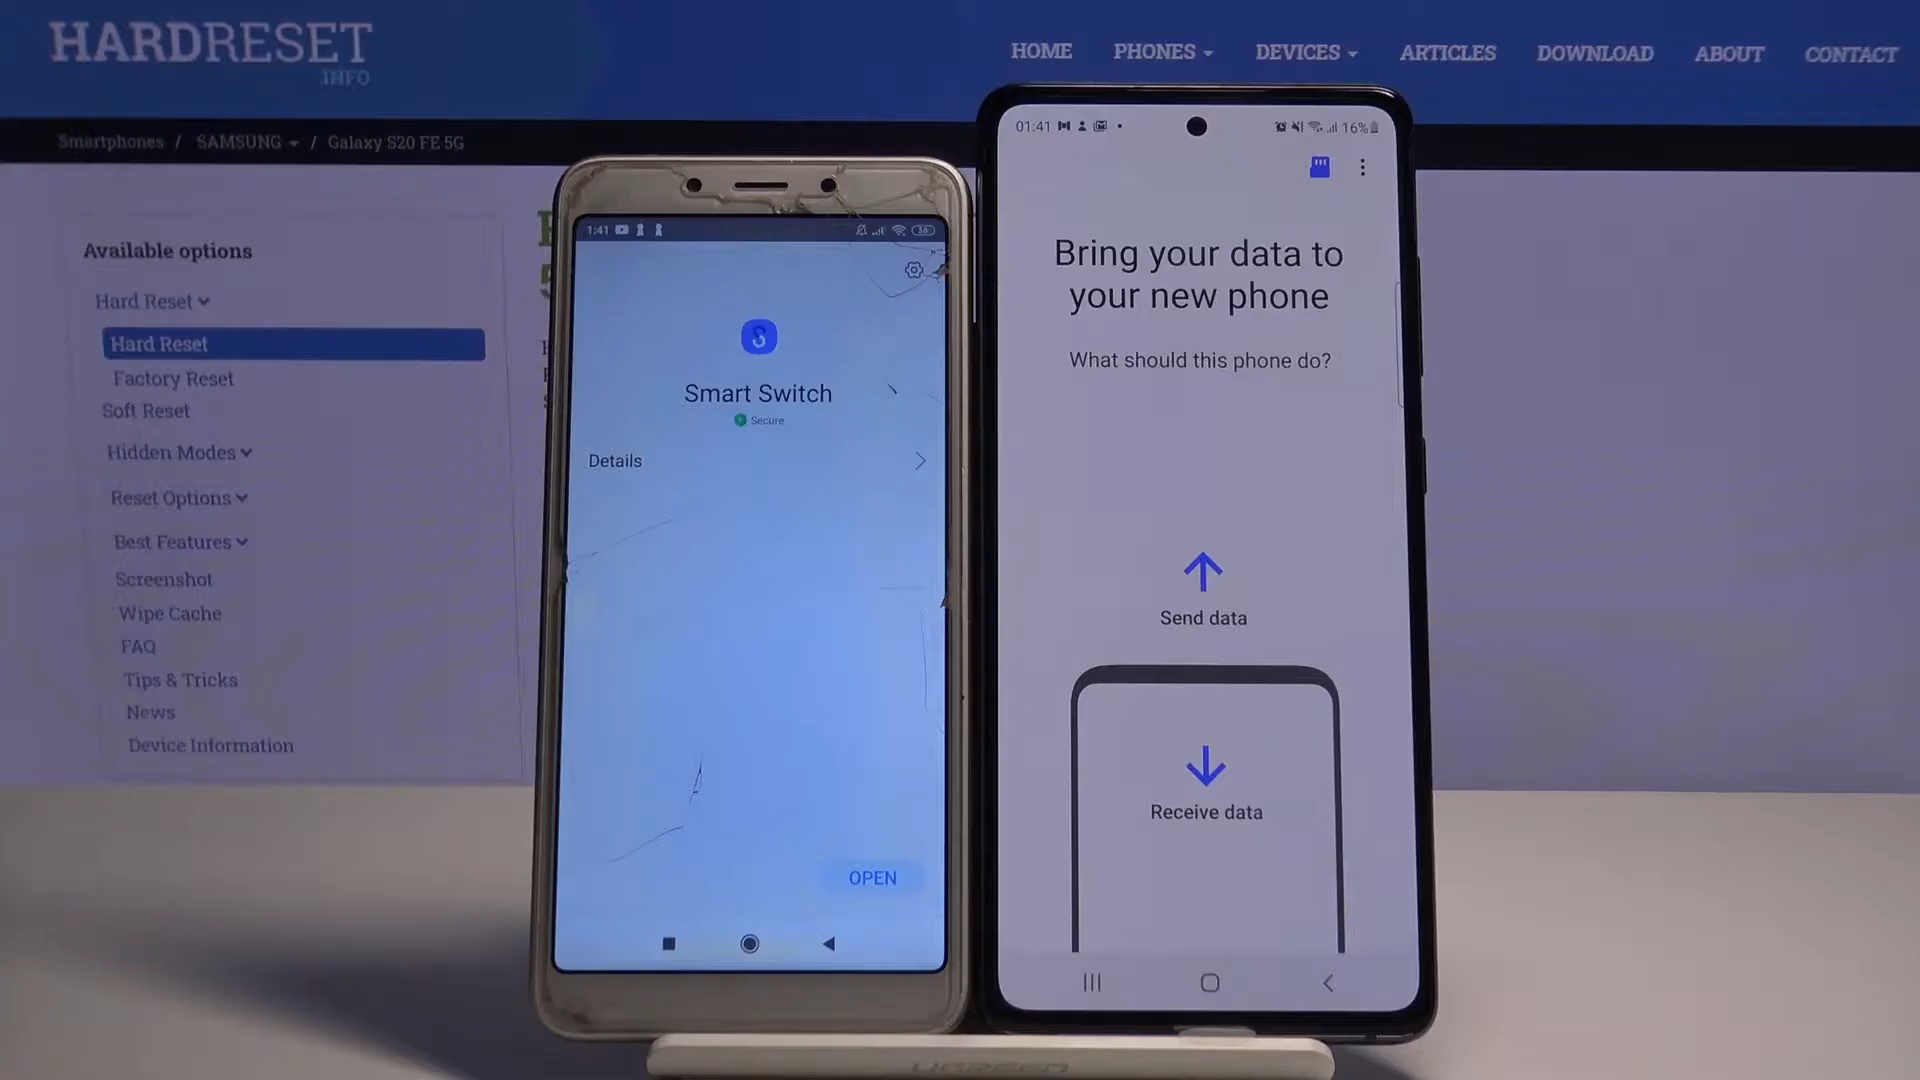 HARDRESET
.INFO
HOME PHONES DEVICES ARTICLES DOWNLOAD ABOUT CONTACT
Smartphones / SAMSUNG / Galaxy S20 FE 5G
Available options
Hard Reset
Hard Reset
Factory Reset
Soft Reset
Hidden Modes
Reset Options
Best Features
Screenshot
Wipe Cache
FAQ
Tips & Tricks
News
Device Information
1:41
36
Smart Switch
Secure
Details
OPEN
01:41
16%
Bring your data to
your new phone
What should this phone do?
Send data
Receive data
UGREEN